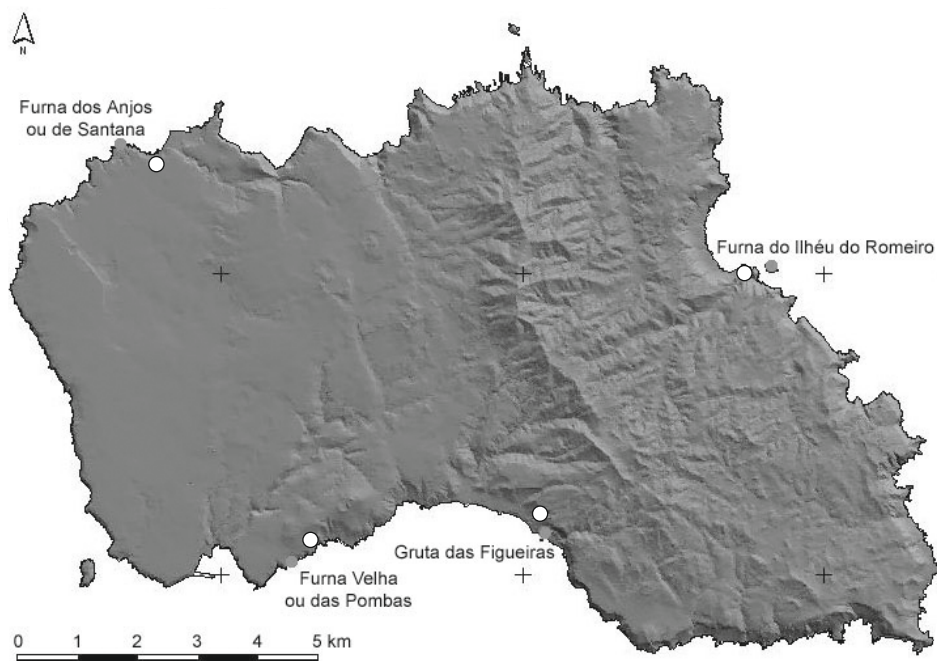 N
Furna dos Anjos
ou de Santana
Furna do Ilhéu do Romeiro
Gruta das Figueiras
Furna Velha
ou das Pombas
0 1 2 3 4 5 km